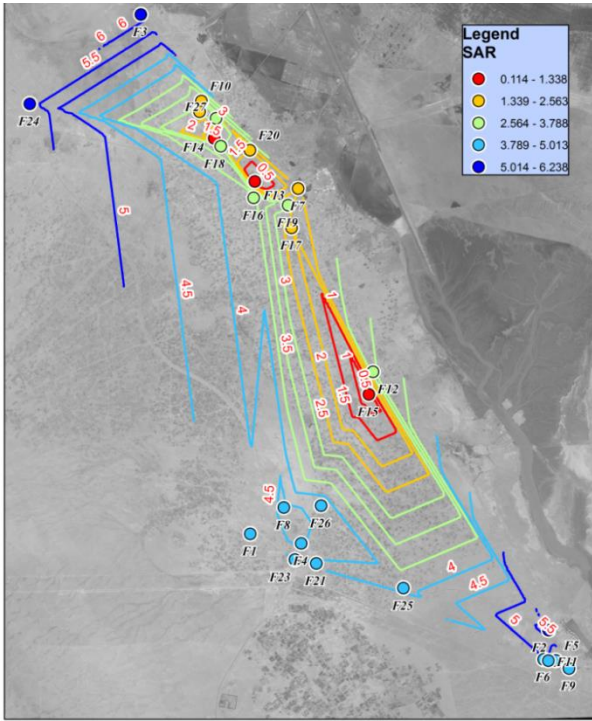 Legend
SAR
0.114 - 1.338
1.339 - 2.563
2.564 - 3.788
3.789 - 5.013
5.014 - 6.238
F3
6
6
5.5
F24
F10
F27
3
2
1.5
F14
F18
1.5
F20
0.5
F13
F16
F7
F19
F17
5
4.5
4
3
3.5
1
2
1
0.5
F12
1.5
F15
2.5
4.5
F8
F26
F1
F4
F23
F21
4
4.5
F25
5
5.5
F2
F5
F6
F11
F9